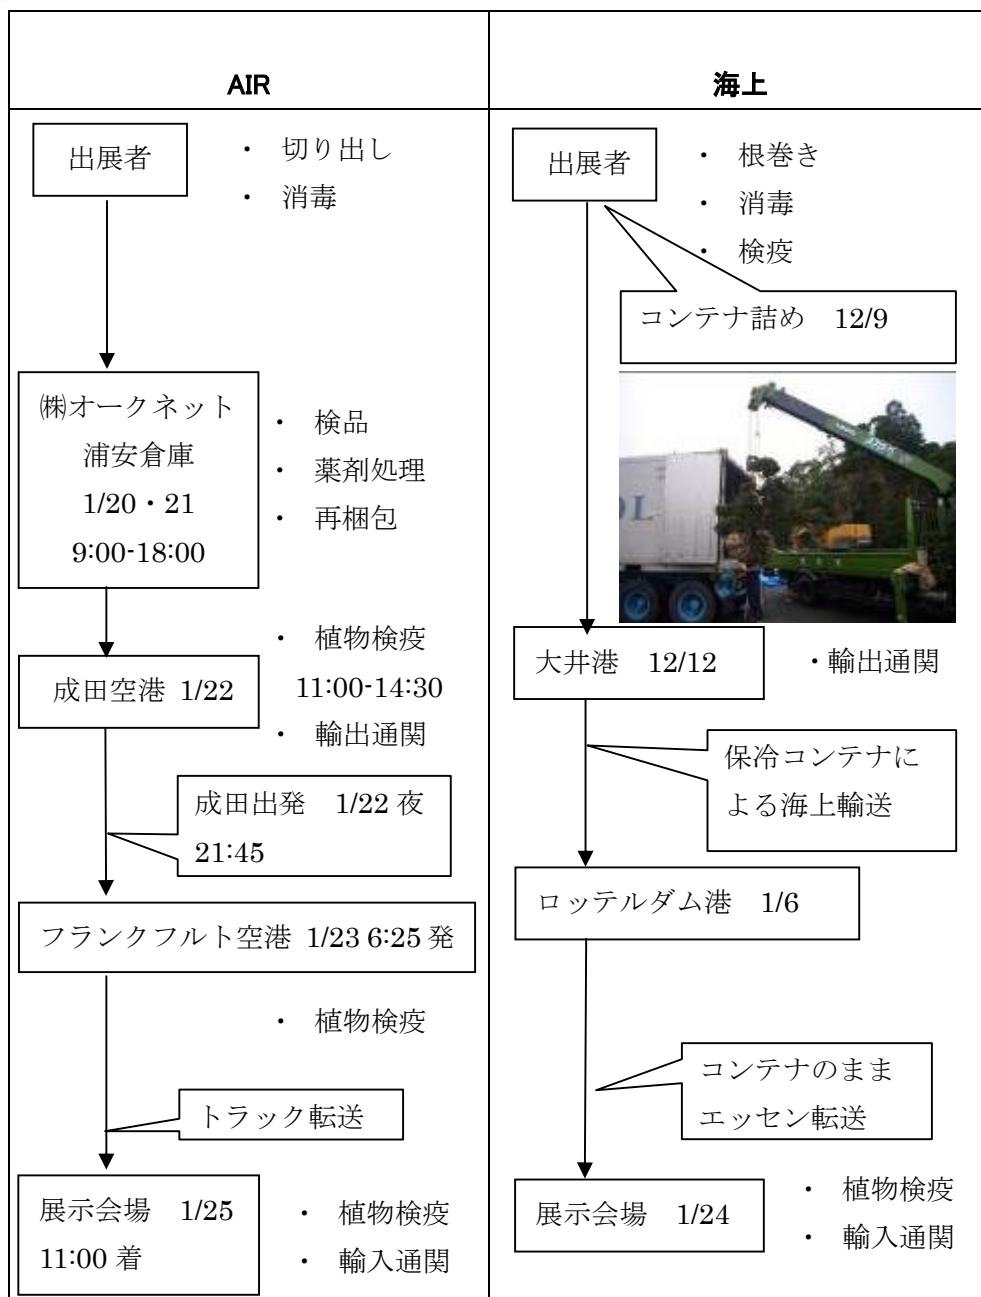 AIR
出展者
・ 切り出し
・ 消毒
㈱オークネット
浦安倉庫
1/20・21
9:00-18:00
・ 検品
・ 薬剤処理
・ 再梱包
・ 植物検疫
11:00-14:30
・ 輸出通関
成田空港 1/22
成田出発 1/22 夜
21:45
フランクフルト空港 1/23 6:25 発
・ 植物検疫
トラック転送
展示会場 1/25
11:00 着
・ 植物検疫
・ 輸入通関
海上
出展者
・ 根巻き
・ 消毒
・ 検疫
コンテナ詰め 12/9
OL
大井港 12/12
・輸出通関
保冷コンテナに
よる海上輸送
ロッテルダム港 1/6
コンテナのまま
エッセン転送
展示会場 1/24
・ 植物検疫
・ 輸入通関